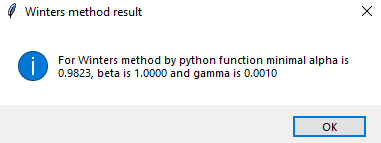 Winters method result
For Winters method by python function minimal alpha is
0.9823, beta is 1.0000 and gamma is 0.0010
OK